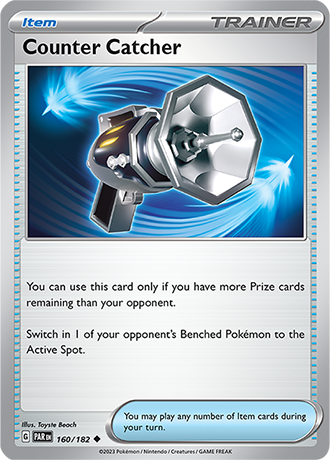 Item
TRAINER
Counter Catcher
You can use this card only if you have more Prize cards
remaining than your opponent.
Switch in 1 of your opponent's Benched Pokémon to the
Active Spot.
Illus. Toyste Beach
G PAR EN 160/182 ◆
You may play any number of Item cards during
your turn.
©2023 Pokémon / Nintendo / Creatures / GAME FREAK